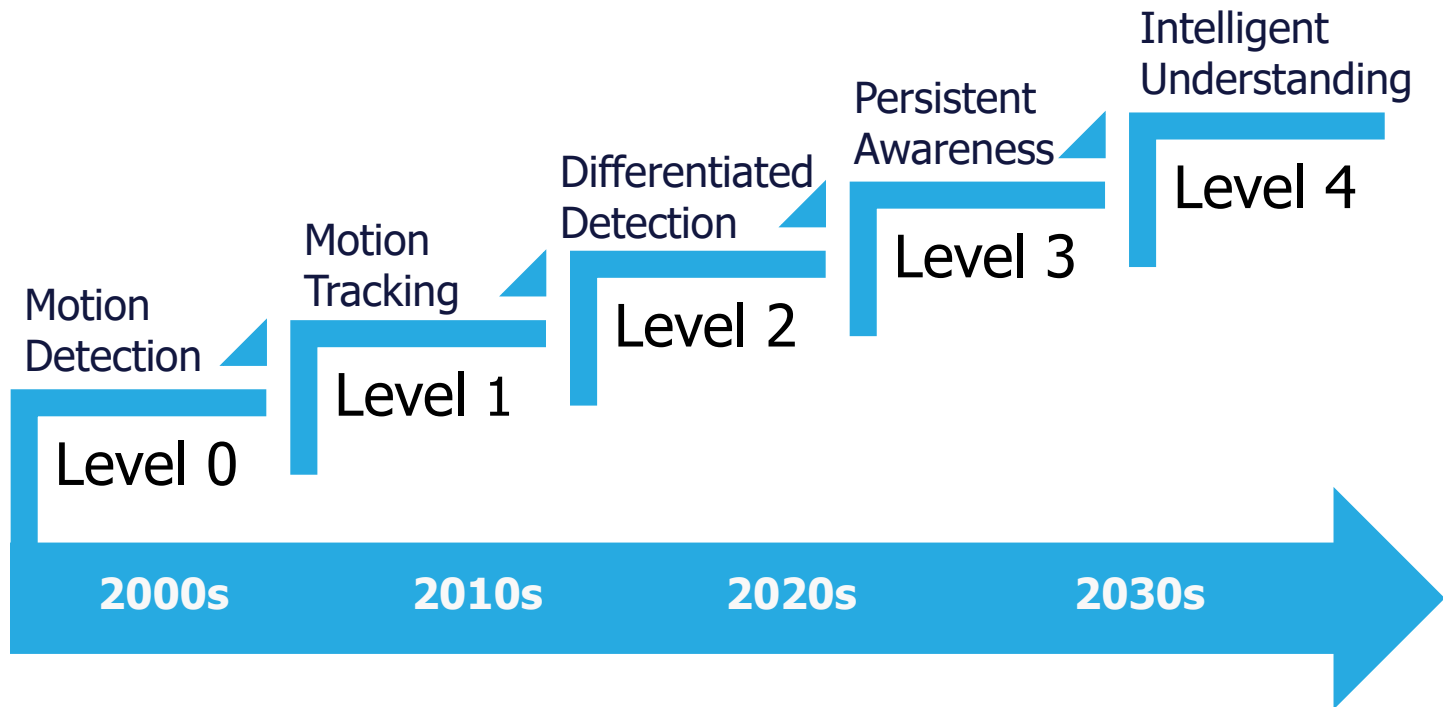 Motion
Detection
Level 0
Motion
Tracking
Level 1
Differentiated
Detection
Level 2
Persistent
Awareness
Level 3
Intelligent
Understanding
Level 4
2000s
2010s
2020s
2030s